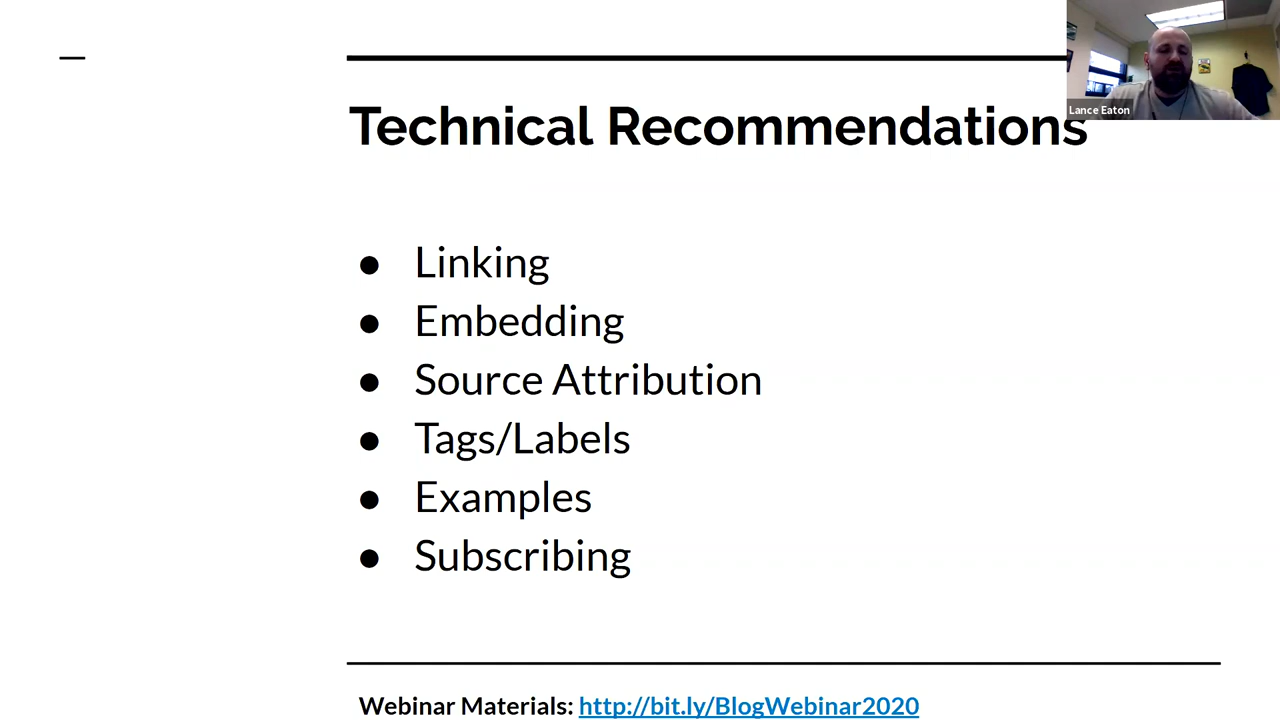 Technical Recommendations
Lance Eaton
● Linking
● Embedding
● Source Attribution
● Tags/Labels
● Examples
● Subscribing
Webinar Materials: http://bit.ly/BlogWebinar2020